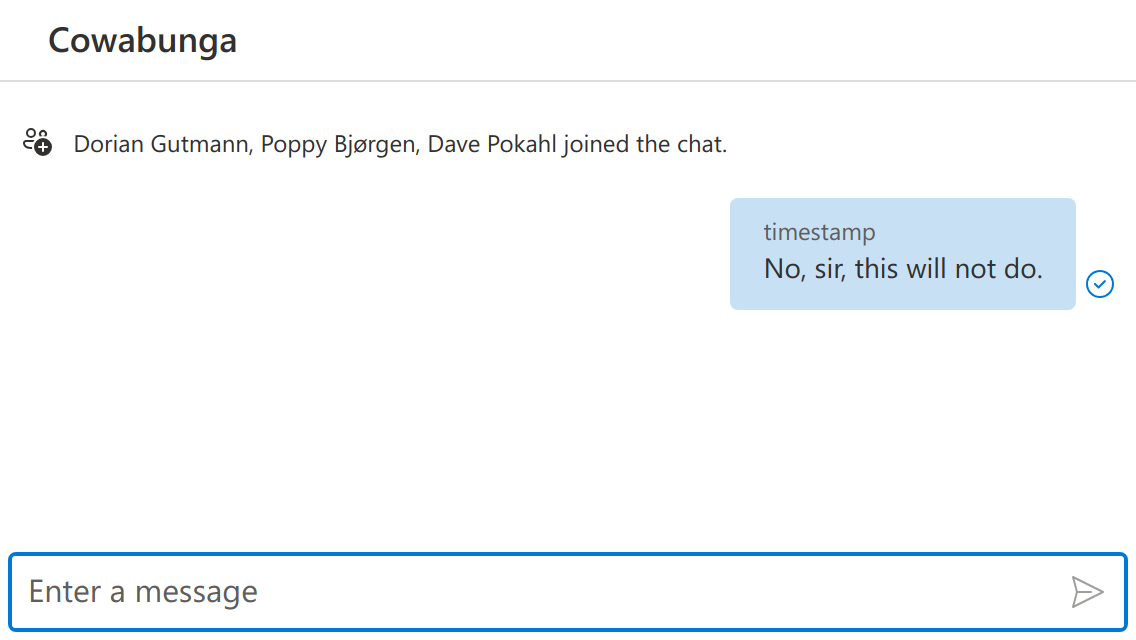 Cowabunga
Dorian Gutmann, Poppy Bjørgen, Dave Pokahl joined the chat.
timestamp
No, sir, this will not do.
Enter a message